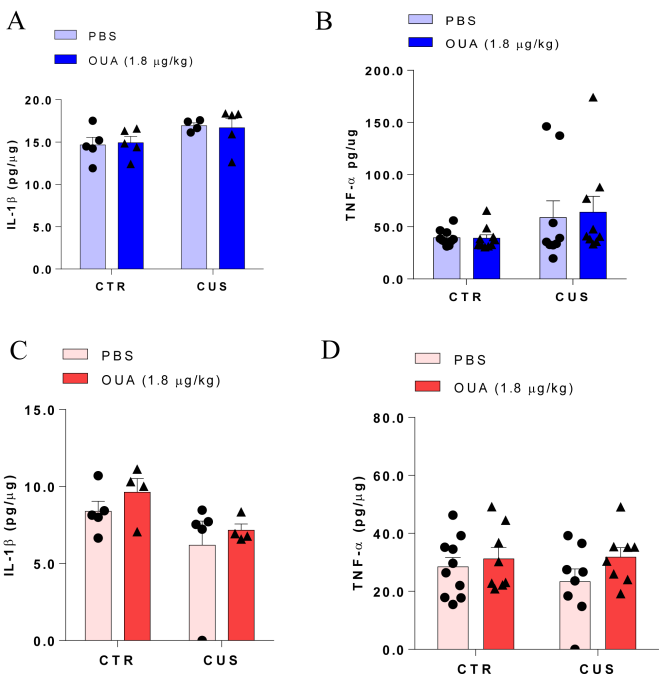 A
PBS
OUA (1.8 µg/kg)
IL-1β (pg/µg)
20.0
15.0
10.0
5.0
0.0
CTR
CUS
B
PBS
OUA (1.8 µg/kg)
TNF-α pg/ug
200.0
150.0
100.0
50.0
0.0
CTR
CUS
C
PBS
OUA (1.8 µg/kg)
IL-1β (pg/µg)
15.0
10.0
5.0
0.0
CTR
CUS
D
PBS
OUA (1.8 µg/kg)
TNF-α (pg/µg)
80.0
60.0
40.0
20.0
0.0
CTR
CUS